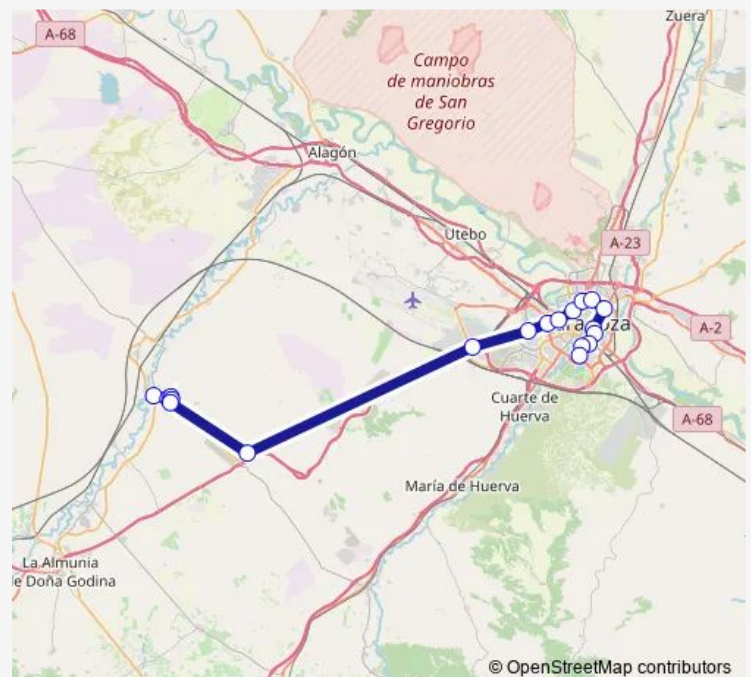 Zuera
A-68
Campo
de maniobras
de San
Gregorio
Alagón
Utebo
A-23
A-2
Cuarte de
Huerva
A-68
María de Huerva
La Almunia
de Doña Godina
© OpenStreetMap contributors